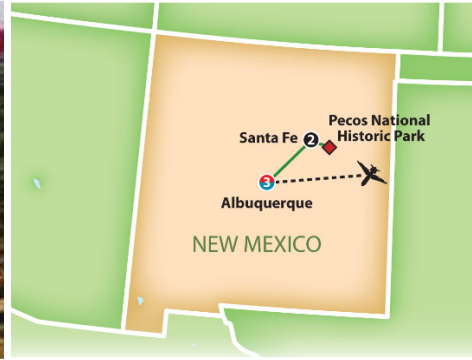 Pecos National
Historic Park
Santa Fe
2
3
Albuquerque
NEW MEXICO